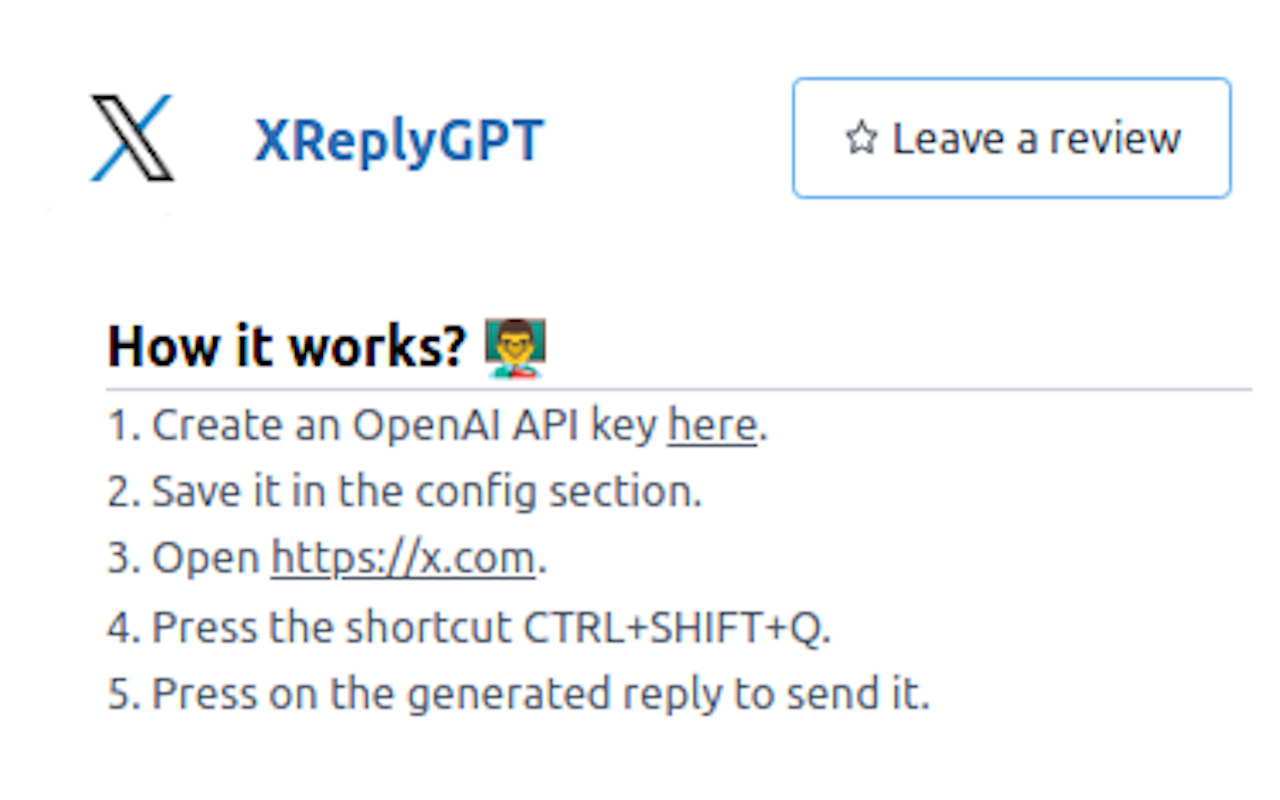 XReplyGPT
☆ Leave a review
How it works? 👨‍🏫
1. Create an OpenAI API key here.
2. Save it in the config section.
3. Open https://x.com.
4. Press the shortcut CTRL+SHIFT+Q.
5. Press on the generated reply to send it.